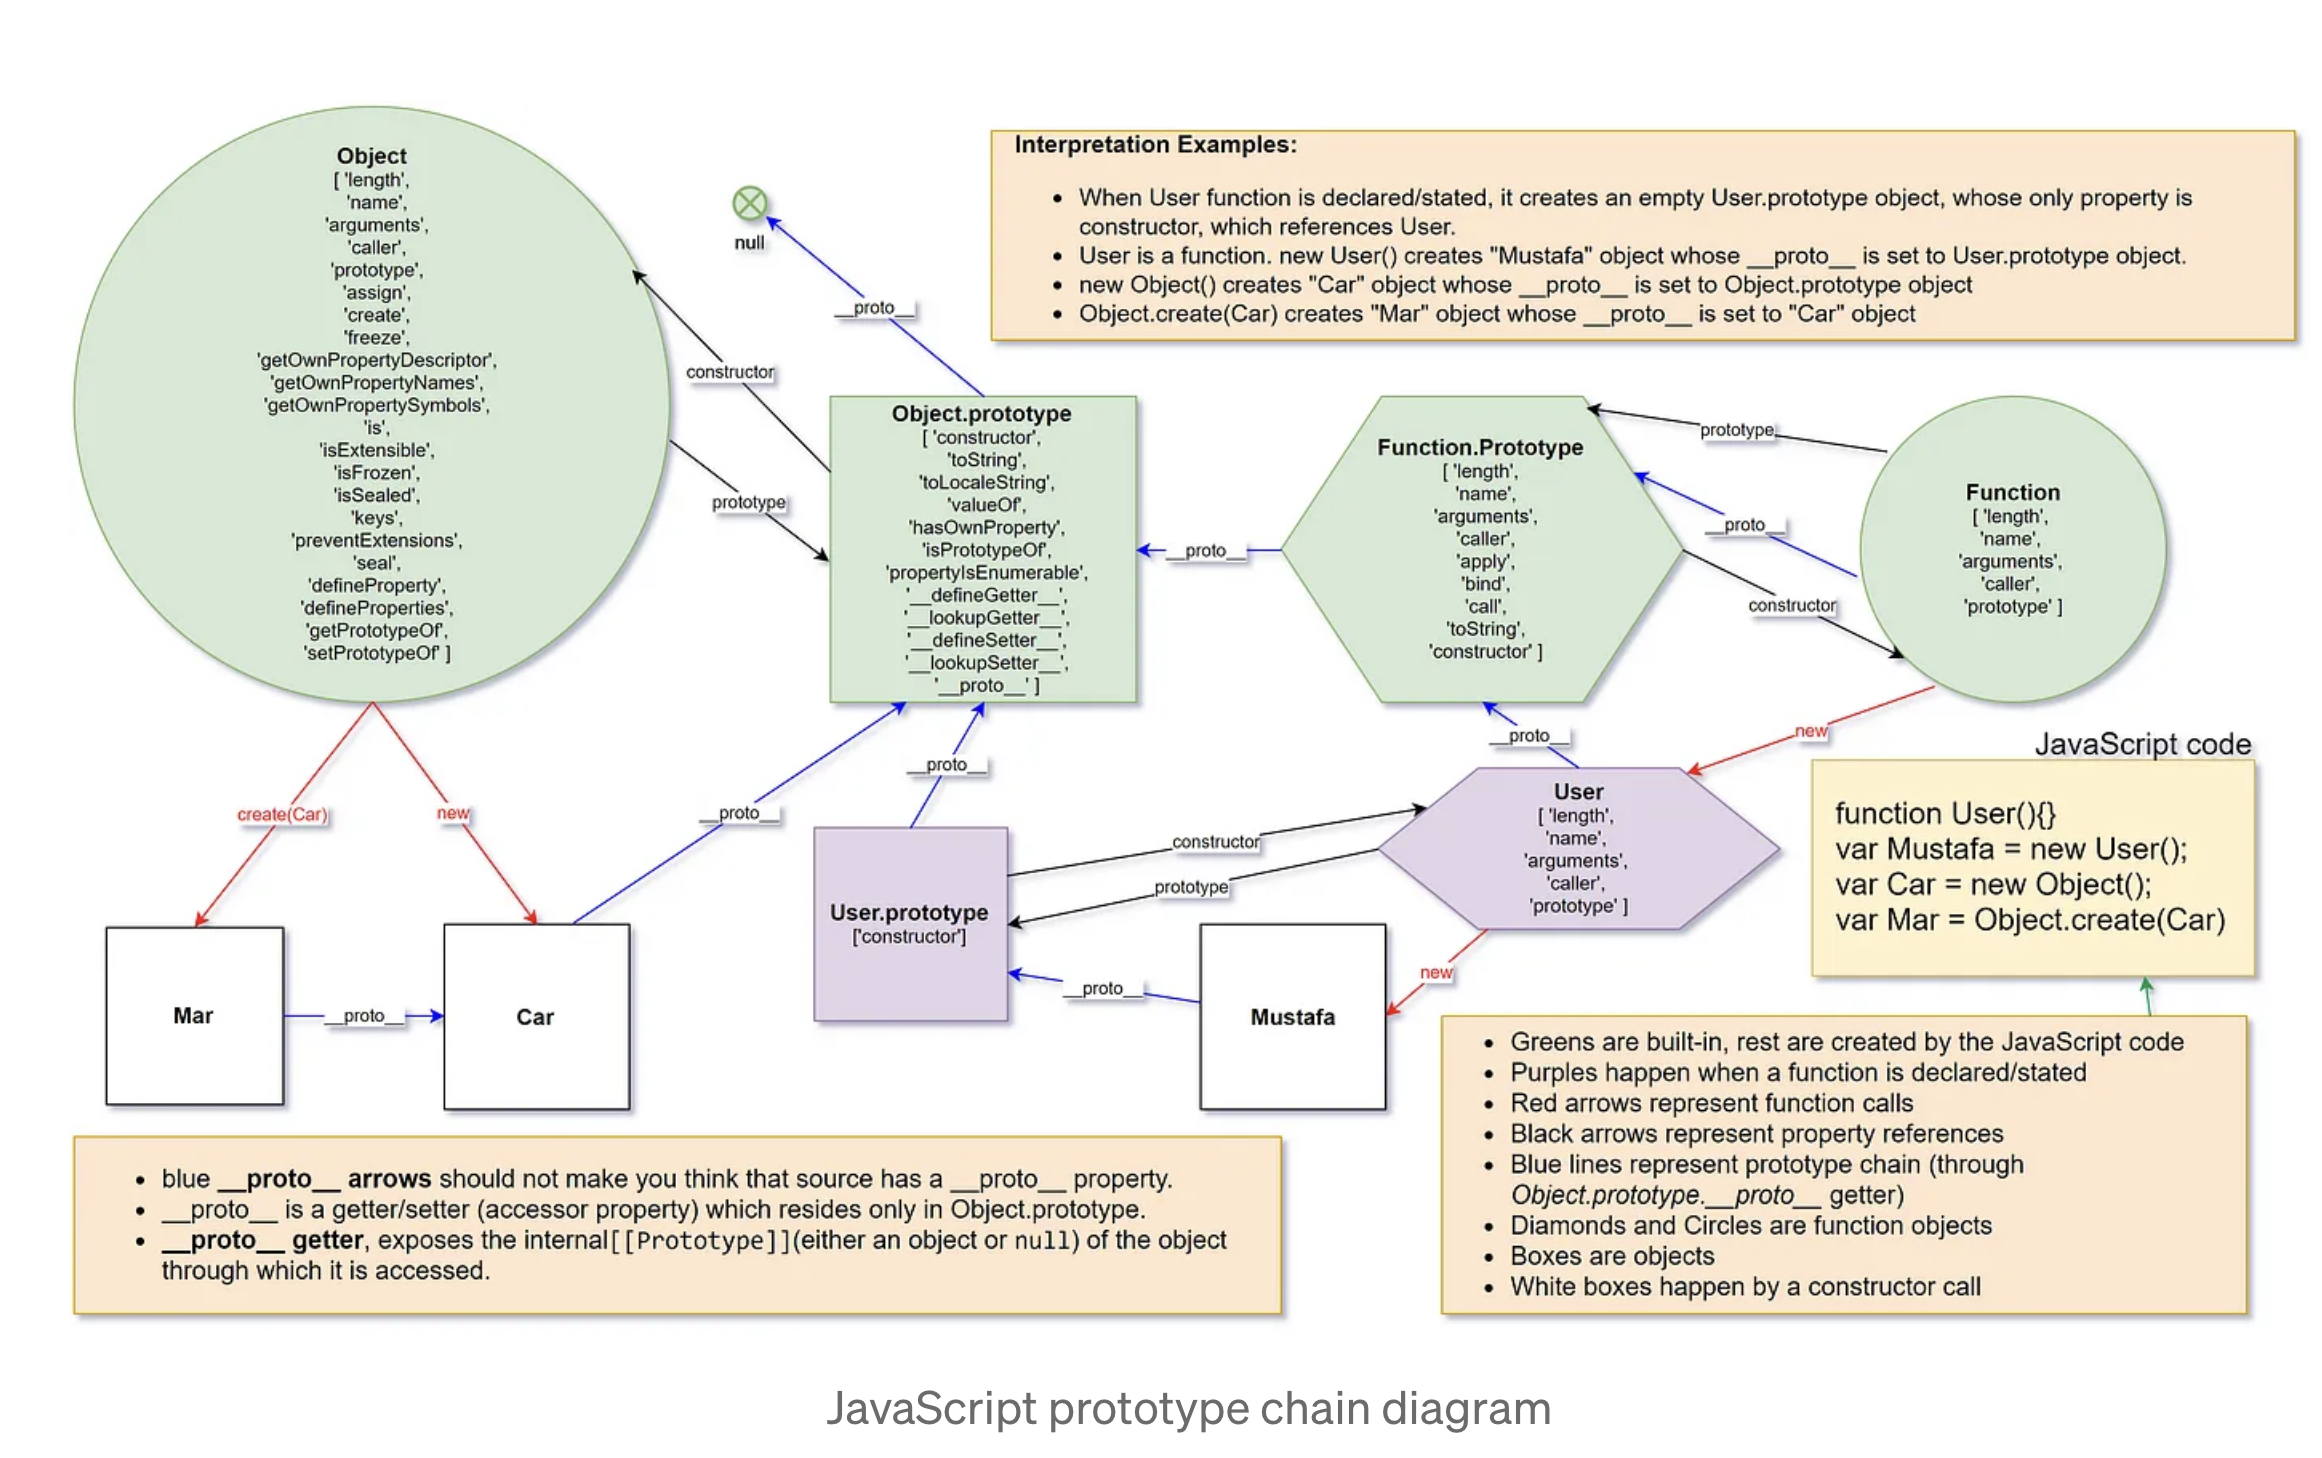 Object
[ 'length',
'name',
'arguments',
'caller',
'prototype',
'assign',
'create',
'freeze',
'getOwnPropertyDescriptor',
'getOwnPropertyNames',
'getOwnPropertySymbols',
'is',
'isExtensible',
'isFrozen',
'isSealed',
'keys',
'preventExtensions',
'seal',
'defineProperty',
'defineProperties',
'getPrototypeOf',
'setPrototypeOf' ]
null
__proto__
constructor
prototype
Interpretation Examples:
• When User function is declared/stated, it creates an empty User.prototype object, whose only property is
constructor, which references User.
• User is a function. new User() creates "Mustafa" object whose __proto__ is set to User.prototype object.
• new Object() creates "Car" object whose __proto__ is set to Object.prototype object
• Object.create(Car) creates "Mar" object whose __proto__ is set to "Car" object
Object.prototype
[ 'constructor',
'toString',
'toLocaleString',
'valueOf',
'hasOwnProperty',
'isPrototypeOf',
'propertyIsEnumerable',
'__defineGetter__',
'__lookupGetter__',
'__defineSetter__',
'__lookupSetter__',
'__proto__' ]
__proto__
Function.Prototype
[ 'length',
'name',
'arguments',
'caller',
'apply',
'bind',
'call',
'toString',
'constructor' ]
prototype
__proto__
constructor
Function
[ 'length',
'name',
'arguments',
'caller',
'prototype' ]
create(Car)
new
__proto__
__proto__
__proto__
new
JavaScript code
function User(){}
var Mustafa = new User();
var Car = new Object();
var Mar = Object.create(Car)
User
[ 'length',
'name',
'arguments',
'caller',
'prototype' ]
constructor
prototype
User.prototype
['constructor']
new
__proto__
Mar
__proto__
Car
Mustafa
• Greens are built-in, rest are created by the JavaScript code
• Purples happen when a function is declared/stated
• Red arrows represent function calls
• Black arrows represent property references
• Blue lines represent prototype chain (through
Object.prototype.__proto__ getter)
• Diamonds and Circles are function objects
• Boxes are objects
• White boxes happen by a constructor call
• blue __proto__ arrows should not make you think that source has a __proto__ property.
• __proto__ is a getter/setter (accessor property) which resides only in Object.prototype.
• __proto__ getter, exposes the internal[[Prototype]](either an object or null) of the object
through which it is accessed.
JavaScript prototype chain diagram